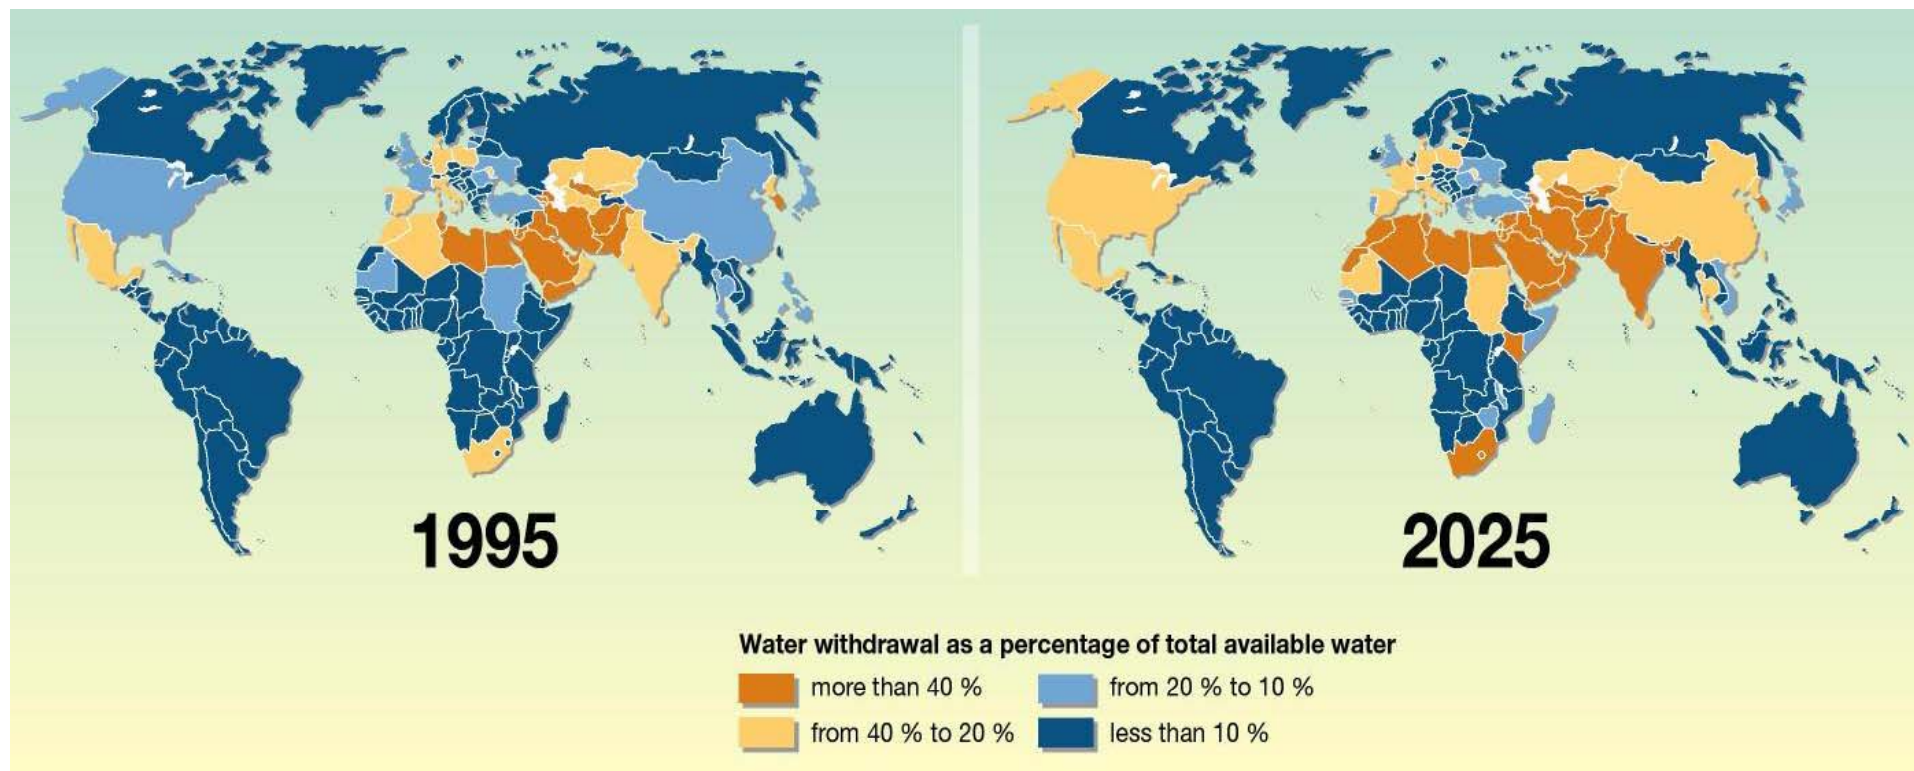 1995
2025
Water withdrawal as a percentage of total available water
more than 40 %
from 20 % to 10 %
from 40 % to 20 %
less than 10 %